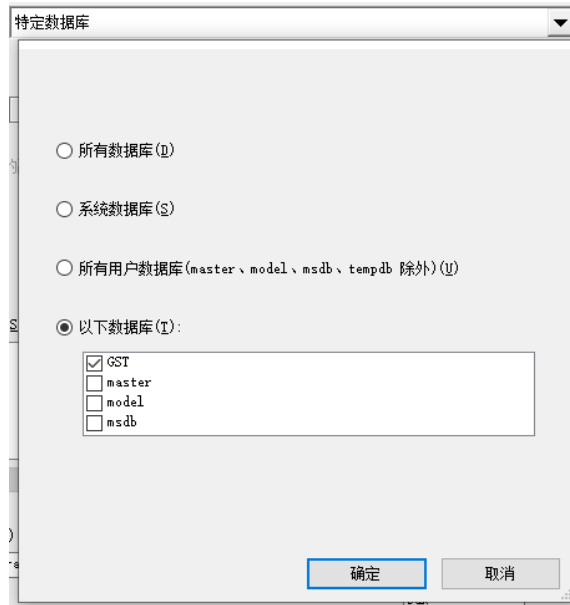 特定数据库
所有数据库(D)
系统数据库(S)
所有用户数据库(master、model、msdb、tempdb 除外)(U)
以下数据库(T):
GST
master
model
msdb
确定
取消